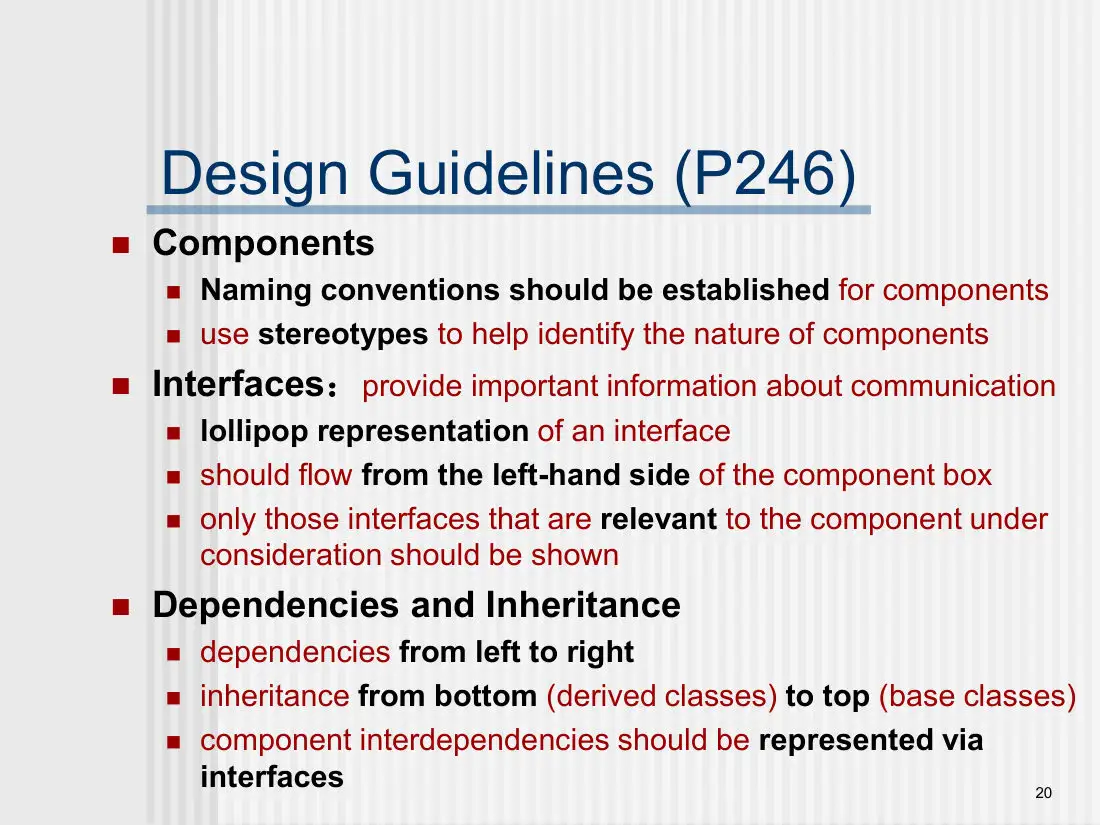 Design Guidelines (P246)
Components
Naming conventions should be established for components
use stereotypes to help identify the nature of components
Interfaces： provide important information about communication
lollipop representation of an interface
should flow from the left-hand side of the component box
only those interfaces that are relevant to the component under
consideration should be shown
Dependencies and Inheritance
dependencies from left to right
inheritance from bottom (derived classes) to top (base classes)
component interdependencies should be represented via
interfaces
20